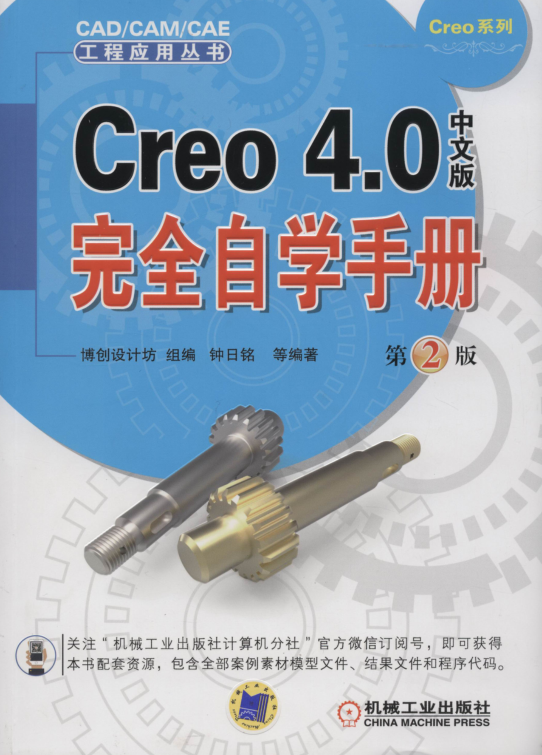 CAD/CAM/CAE
工程应用丛书
Creo系列
Creo 4.0 中文版
完全自学手册
博创设计坊 组编 钟日铭 等编著
第2版
关注“机械工业出版社计算机分社”官方微信订阅号，即可获得
本书配套资源，包含全部案例素材模型文件、结果文件和程序代码。
机械工业出版社
CHINA MACHINE PRESS